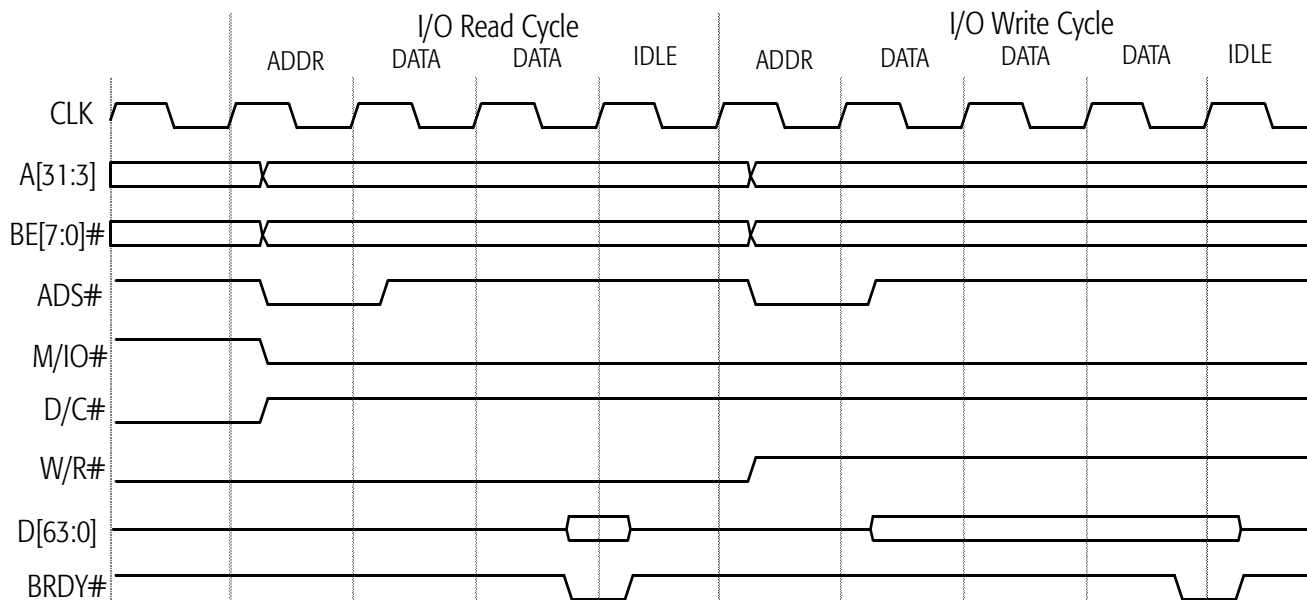 I/O Read Cycle I/O Write Cycle
ADDR DATA DATA IDLE ADDR DATA DATA DATA IDLE
CLK
A[31:3]
BE[7:0]#
ADS#
M/IO#
D/C#
W/R#
D[63:0]
BRDY#